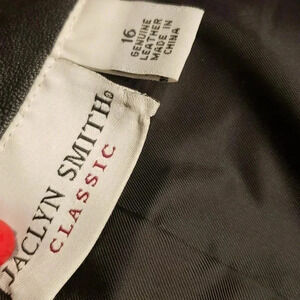 16
GENUINE
LEATHER
MADE IN
CHINA
JACLYN SMITH®
CLASSIC